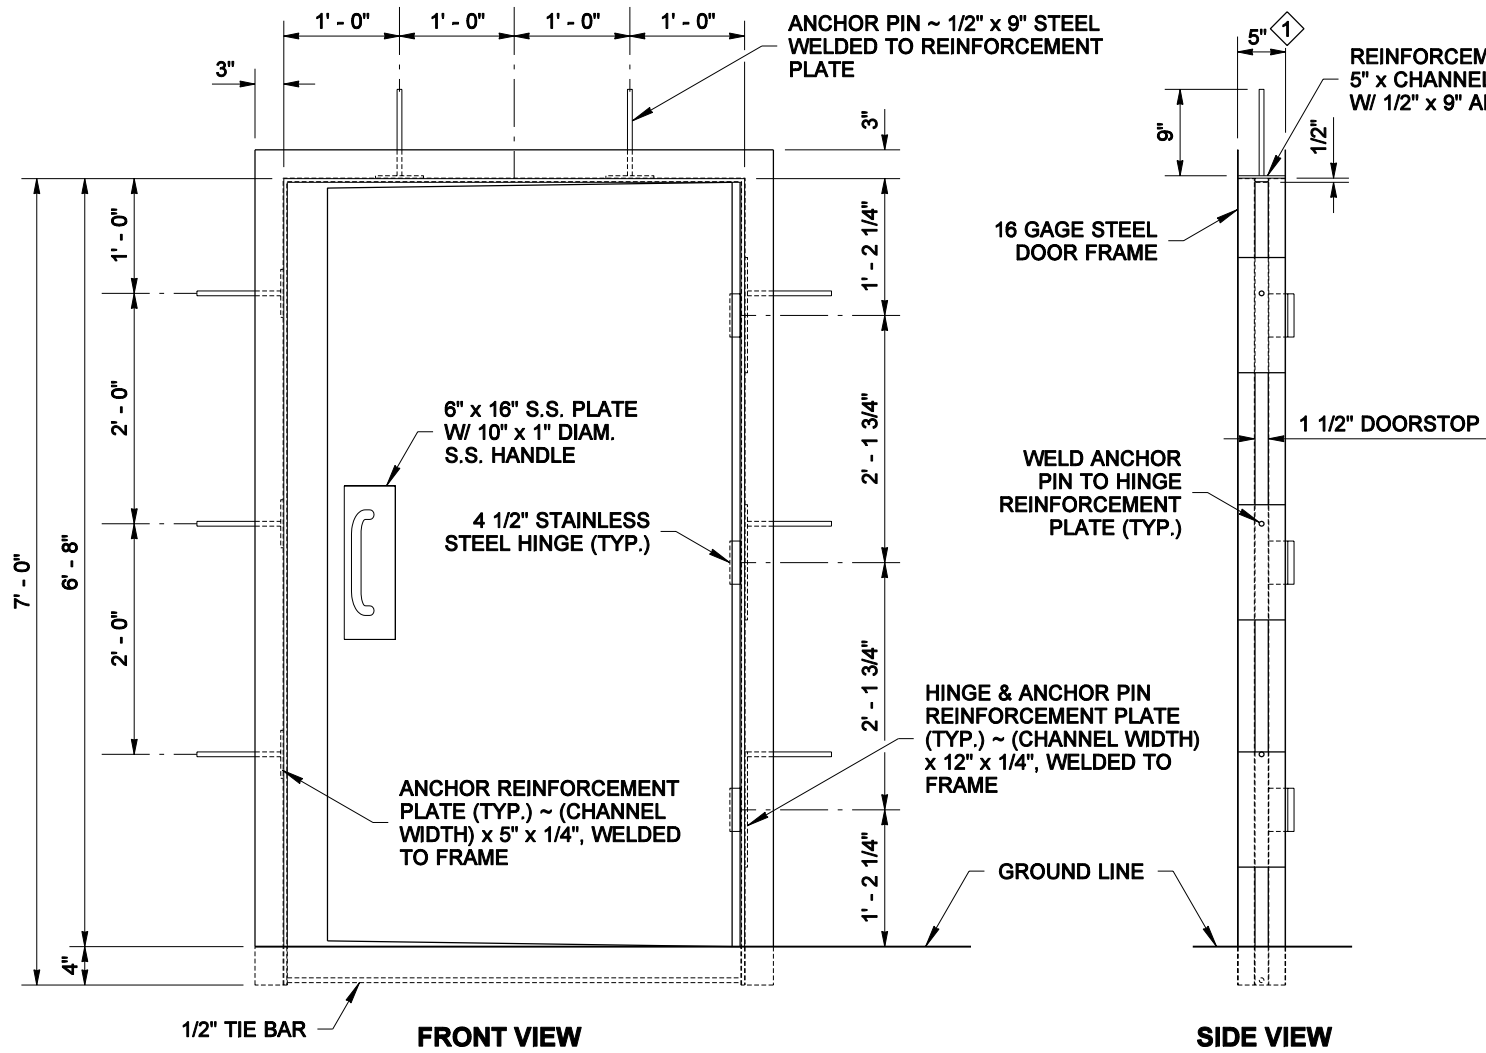 1' - 0"
1' - 0"
1' - 0"
1' - 0"
3"
ANCHOR PIN ~ 1/2" x 9" STEEL
WELDED TO REINFORCEMENT
PLATE
3"
5"
1
5" x CHANNEL
W/ 1/2" x 9"
9"
1/2"
1' - 0"
2' - 0"
2' - 0"
7' - 0"
6' - 8"
4"
1' - 2 1/4"
2' - 1 3/4"
2' - 1 3/4"
1' - 2 1/4"
16 GAGE STEEL
DOOR FRAME
6" x 16" S.S. PLATE
W/ 10" x 1" DIAM.
S.S. HANDLE
4 1/2" STAINLESS
STEEL HINGE (TYP.)
1 1/2" DOORSTOP
WELD ANCHOR
PIN TO HINGE
REINFORCEMENT
PLATE (TYP.)
HINGE & ANCHOR PIN
REINFORCEMENT PLATE
(TYP.) ~ (CHANNEL WIDTH)
x 12" x 1/4", WELDED TO
FRAME
ANCHOR REINFORCEMENT
PLATE (TYP.) ~ (CHANNEL
WIDTH) x 5" x 1/4", WELDED
TO FRAME
GROUND LINE
1/2" TIE BAR
FRONT VIEW
SIDE VIEW